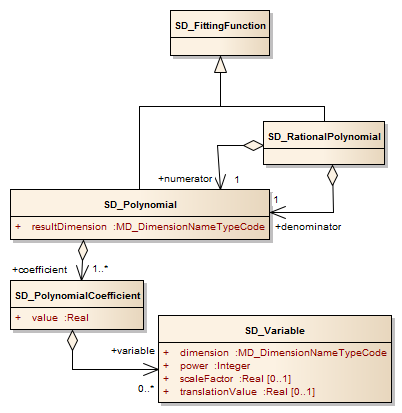 SD_FittingFunction
SD_RationalPolynomial
+numerator
1
1
+denominator
SD_Polynomial
+ resultDimension :MD_DimensionNameTypeCode
+coefficient
1..*
SD_PolynomialCoefficient
+ value :Real
+variable
0..*
SD_Variable
+ dimension :MD_DimensionNameTypeCode
+ power :Integer
+ scaleFactor :Real [0..1]
+ translationValue :Real [0..1]